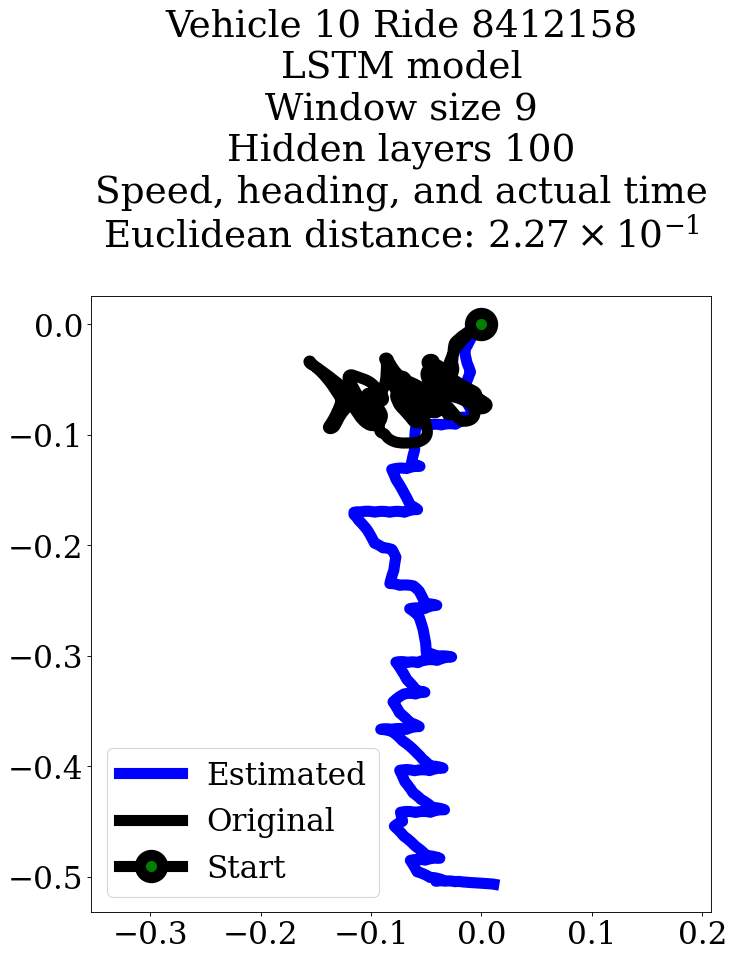 Vehicle 10 Ride 8412158
LSTM model
Window size 9
Hidden layers 100
Speed, heading, and actual time
Euclidean distance: 2.27 × 10⁻¹
0.0
−0.1
−0.2
−0.3
−0.4
−0.5
Estimated
Original
Start
−0.3 −0.2 −0.1 0.0 0.1 0.2